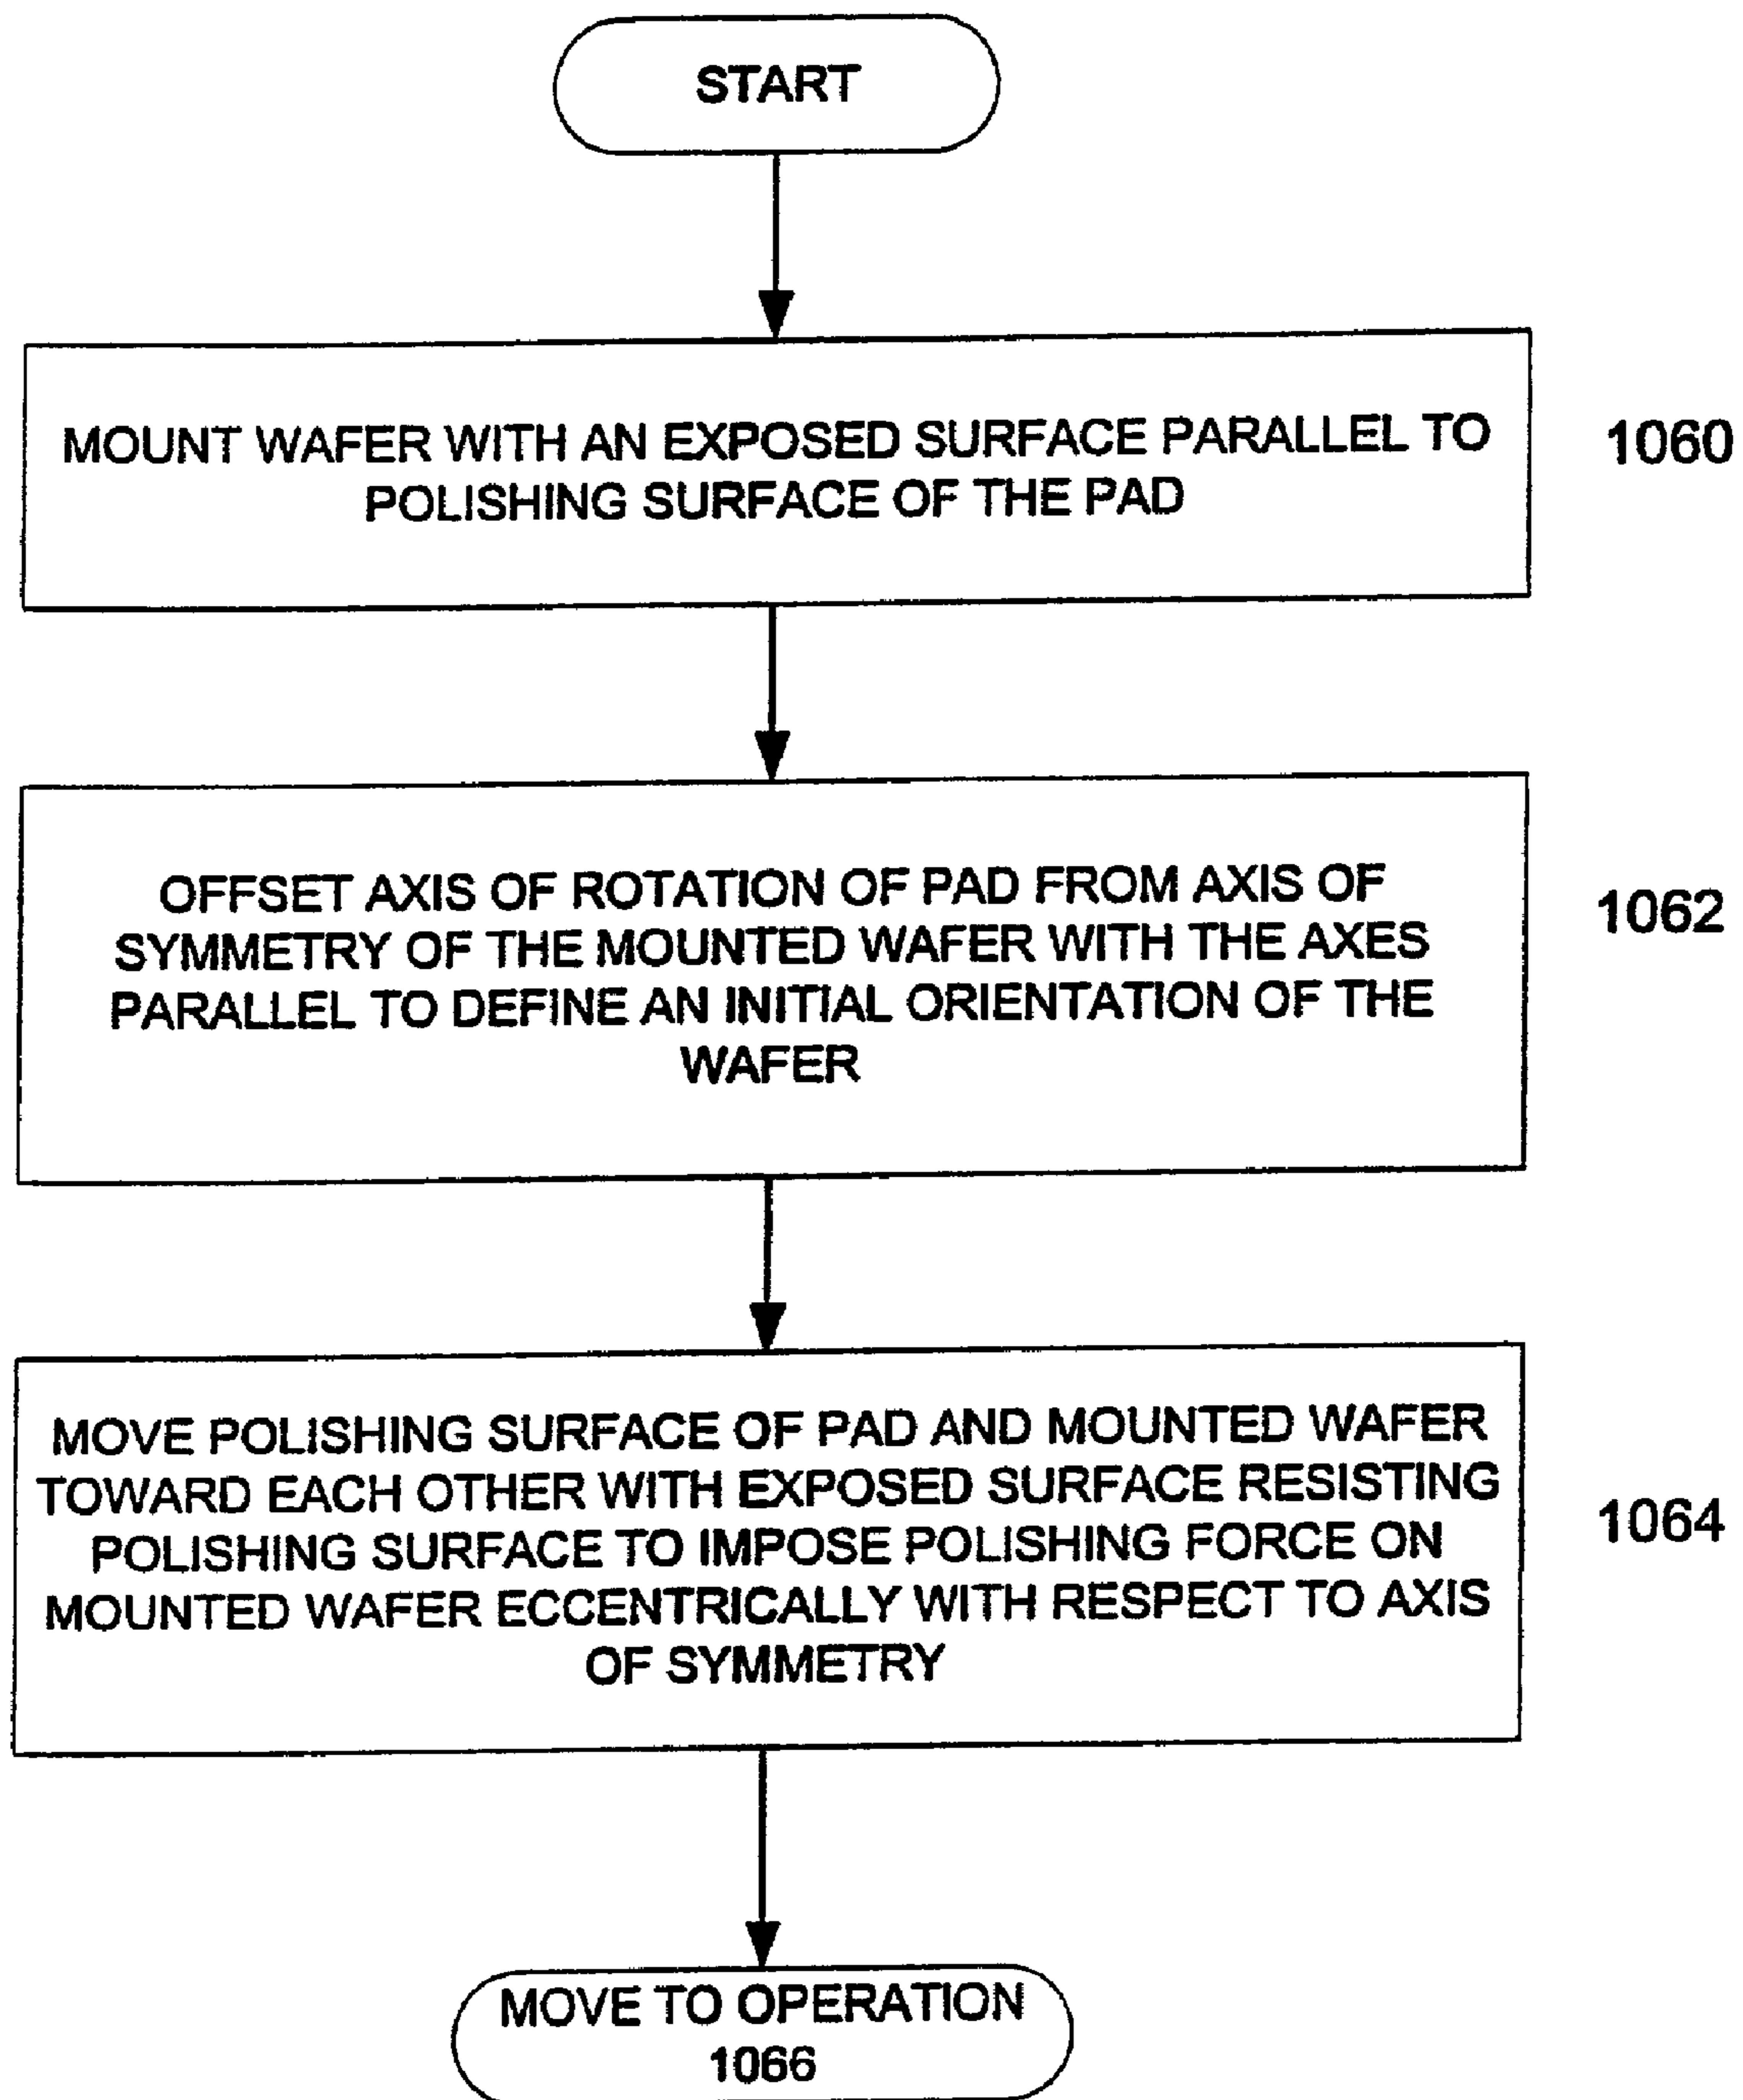 START
MOUNT WAFER WITH AN EXPOSED SURFACE PARALLEL TO
POLISHING SURFACE OF THE PAD
1060
OFFSET AXIS OF ROTATION OF PAD FROM AXIS OF
SYMMETRY OF THE MOUNTED WAFER WITH THE AXES
PARALLEL TO DEFINE AN INITIAL ORIENTATION OF THE
WAFER
1062
MOVE POLISHING SURFACE OF PAD AND MOUNTED WAFER
TOWARD EACH OTHER WITH EXPOSED SURFACE RESISTING
POLISHING SURFACE TO IMPOSE POLISHING FORCE ON
MOUNTED WAFER ECCENTRICALLY WITH RESPECT TO AXIS
OF SYMMETRY
1064
MOVE TO OPERATION
1066